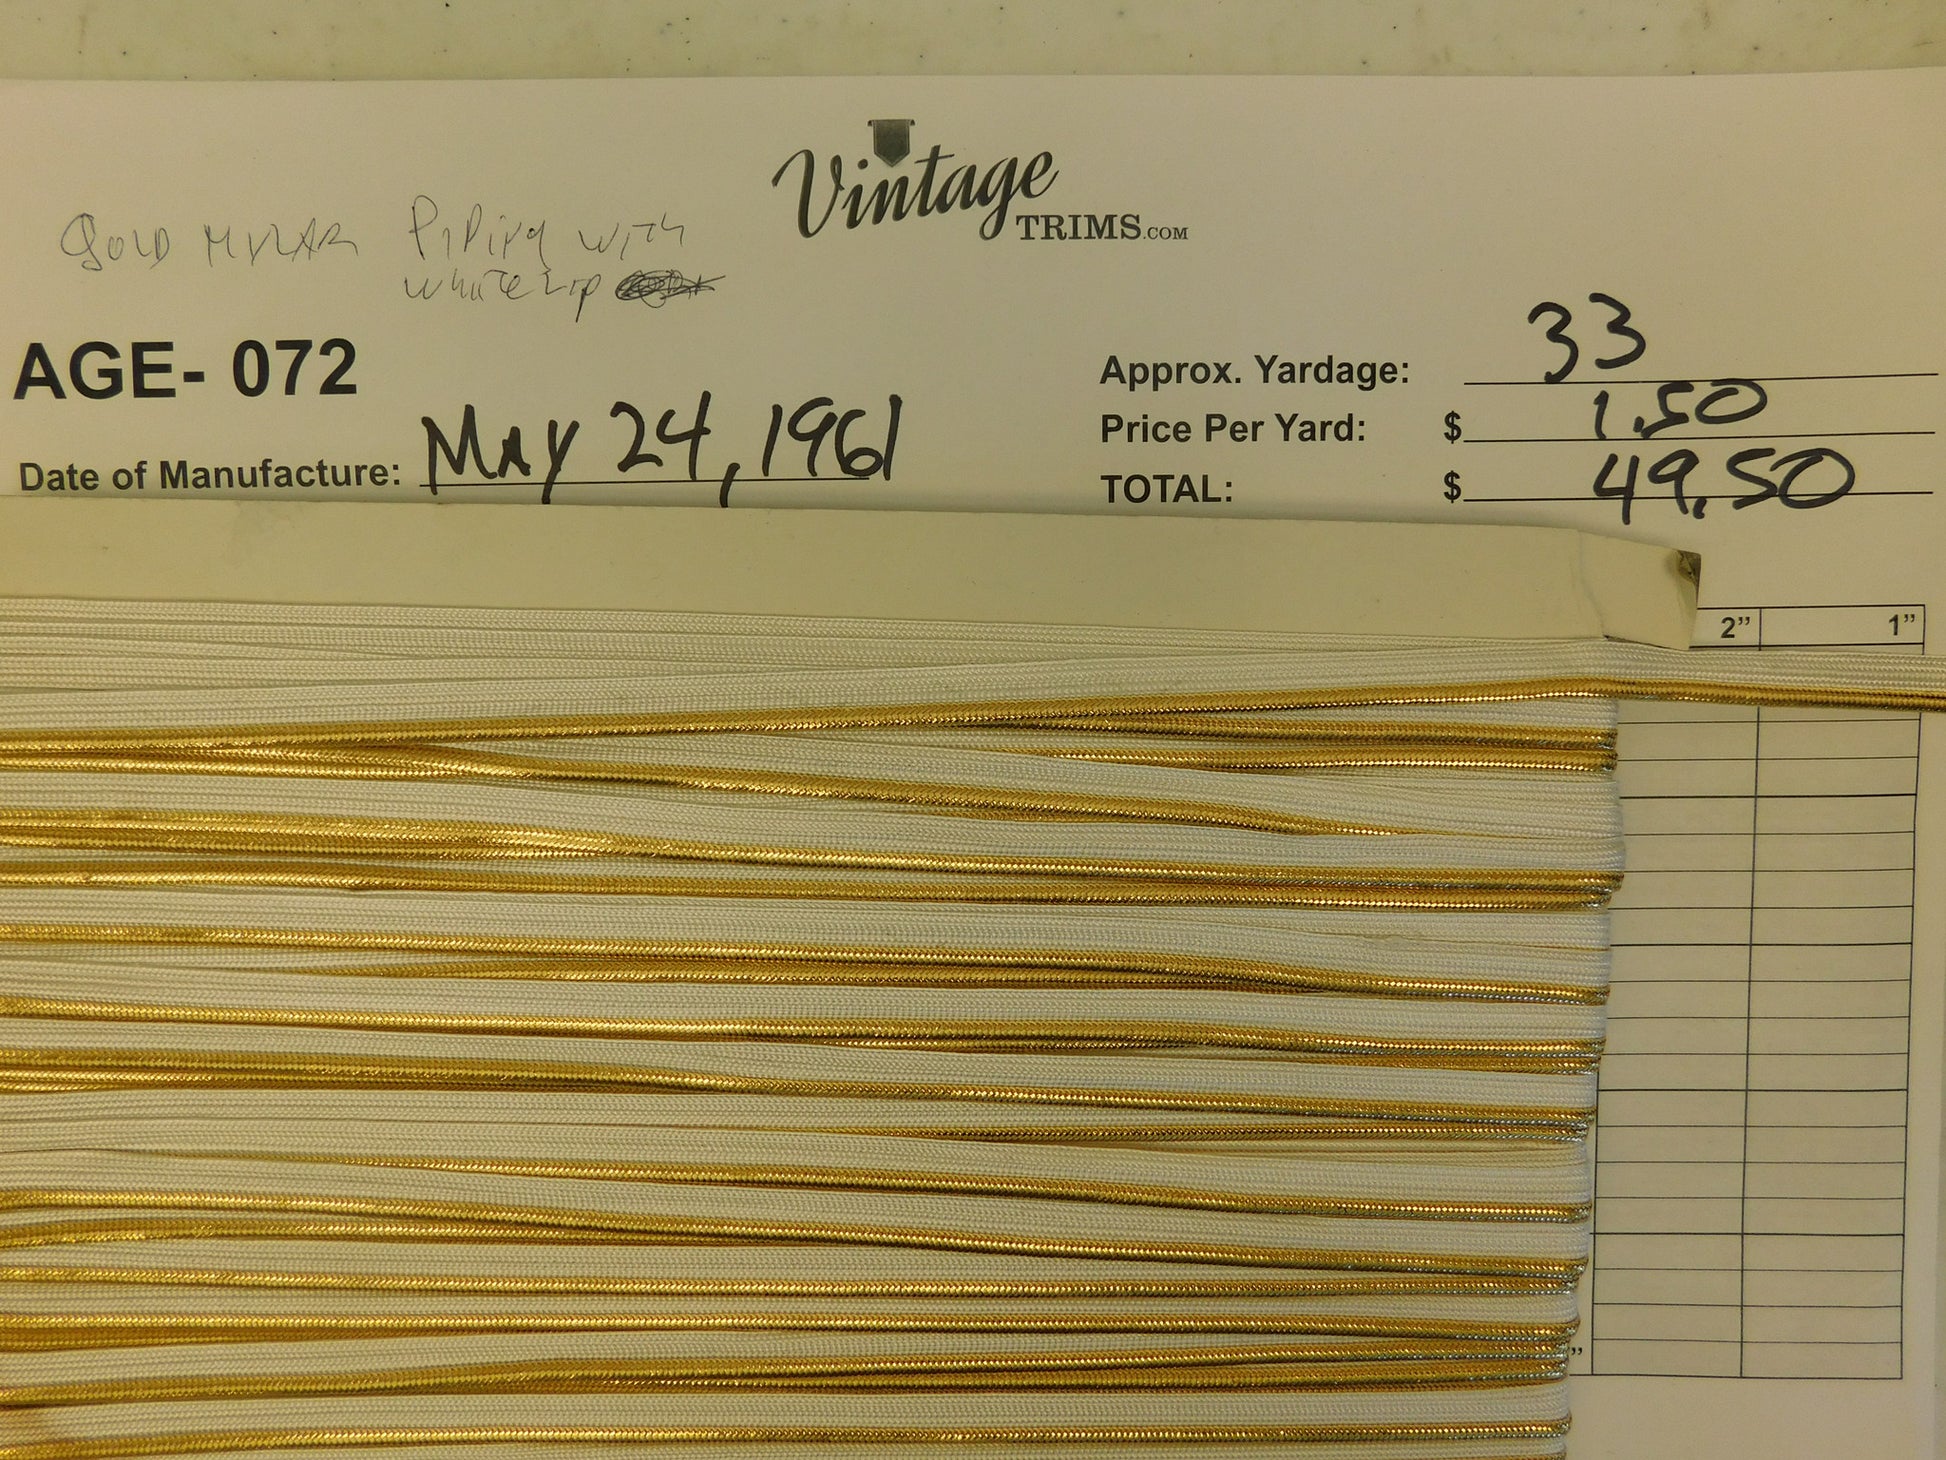 Vintage
TRIMS.COM
GOLD MYLAR PIPING WITH
WHITE LIP
AGE- 072
Date of Manufacture: MAY 24, 1961
Approx. Yardage: 33
Price Per Yard: $ 1.50
TOTAL: $ 49.50
2” 1”
”